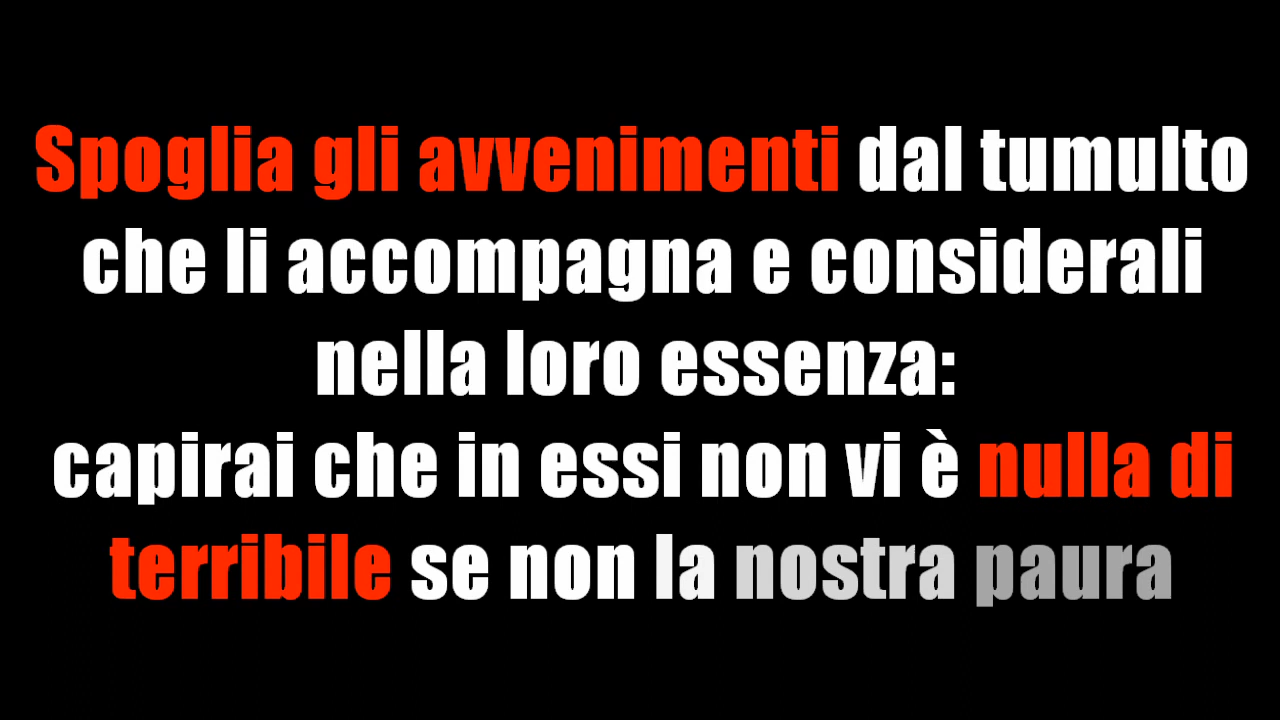 Spoglia gli avvenimenti dal tumulto
che li accompagna e considerali
nella loro essenza:
capirai che in essi non vi è nulla di
terribile se non la nostra paura